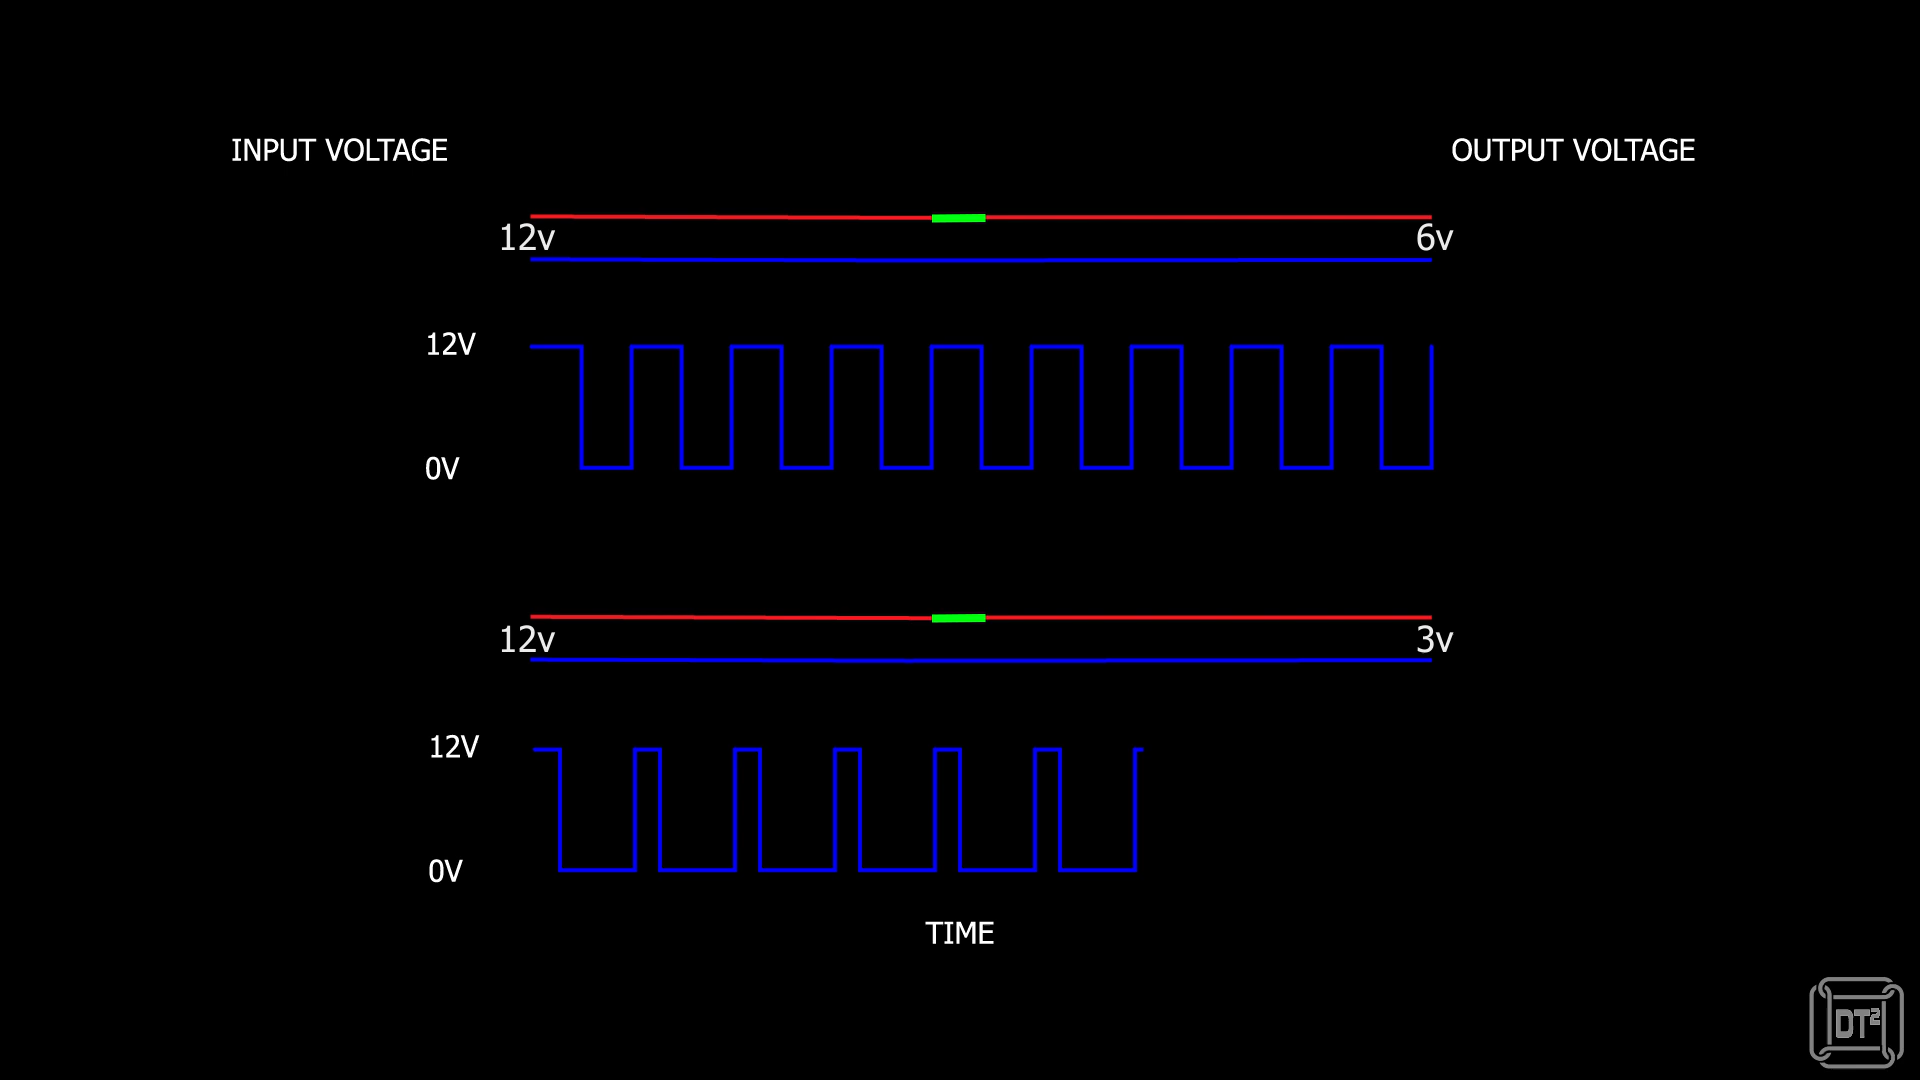 INPUT VOLTAGE
OUTPUT VOLTAGE
12v
6v
12V
0V
12v
3v
12V
0V
TIME
DT²